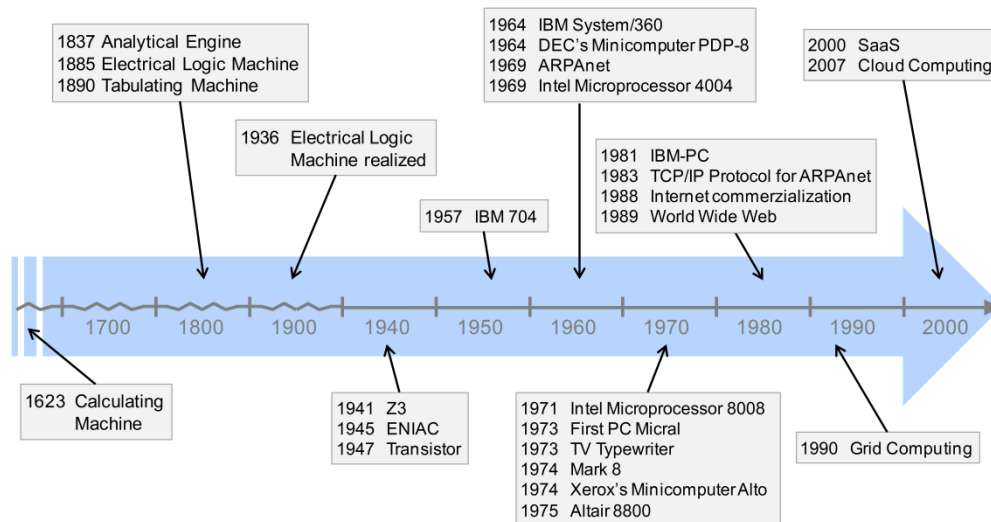 1837 Analytical Engine
1885 Electrical Logic Machine
1890 Tabulating Machine
1936 Electrical Logic
Machine realized
1957 IBM 704
1964 IBM System/360
1964 DEC's Minicomputer PDP-8
1969 ARPAnet
1969 Intel Microprocessor 4004
1981 IBM-PC
1983 TCP/IP Protocol for ARPAnet
1988 Internet commerzialization
1989 World Wide Web
2000 SaaS
2007 Cloud Computing
1700 1800 1900 1940 1950 1960 1970 1980 1990 2000
1623 Calculating
Machine
1941 Z3
1945 ENIAC
1947 Transistor
1971 Intel Microprocessor 8008
1973 First PC Micral
1973 TV Typewriter
1974 Mark 8
1974 Xerox's Minicomputer Alto
1975 Altair 8800
1990 Grid Computing